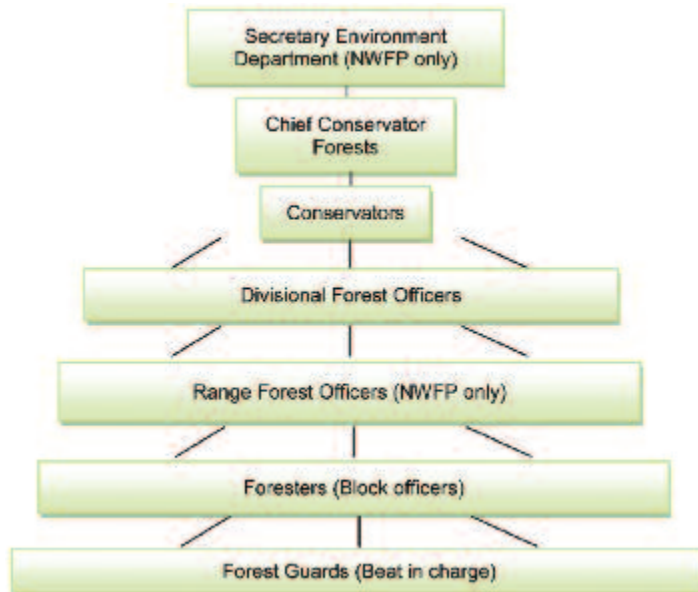 Secretary Environment
Department (NWFP only)
Chief Conservator
Forests
Conservators
Divisional Forest Officers
Range Forest Officers (NWFP only)
Foresters (Block officers)
Forest Guards (Beat in charge)